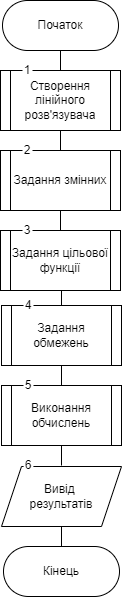 Початок
1
Створення
лінійного
розв'язувача
2
Задання змінних
3
Задання цільової
функції
4
Задання
обмежень
5
Виконання
обчислень
6
Вивід
результатів
Кінець